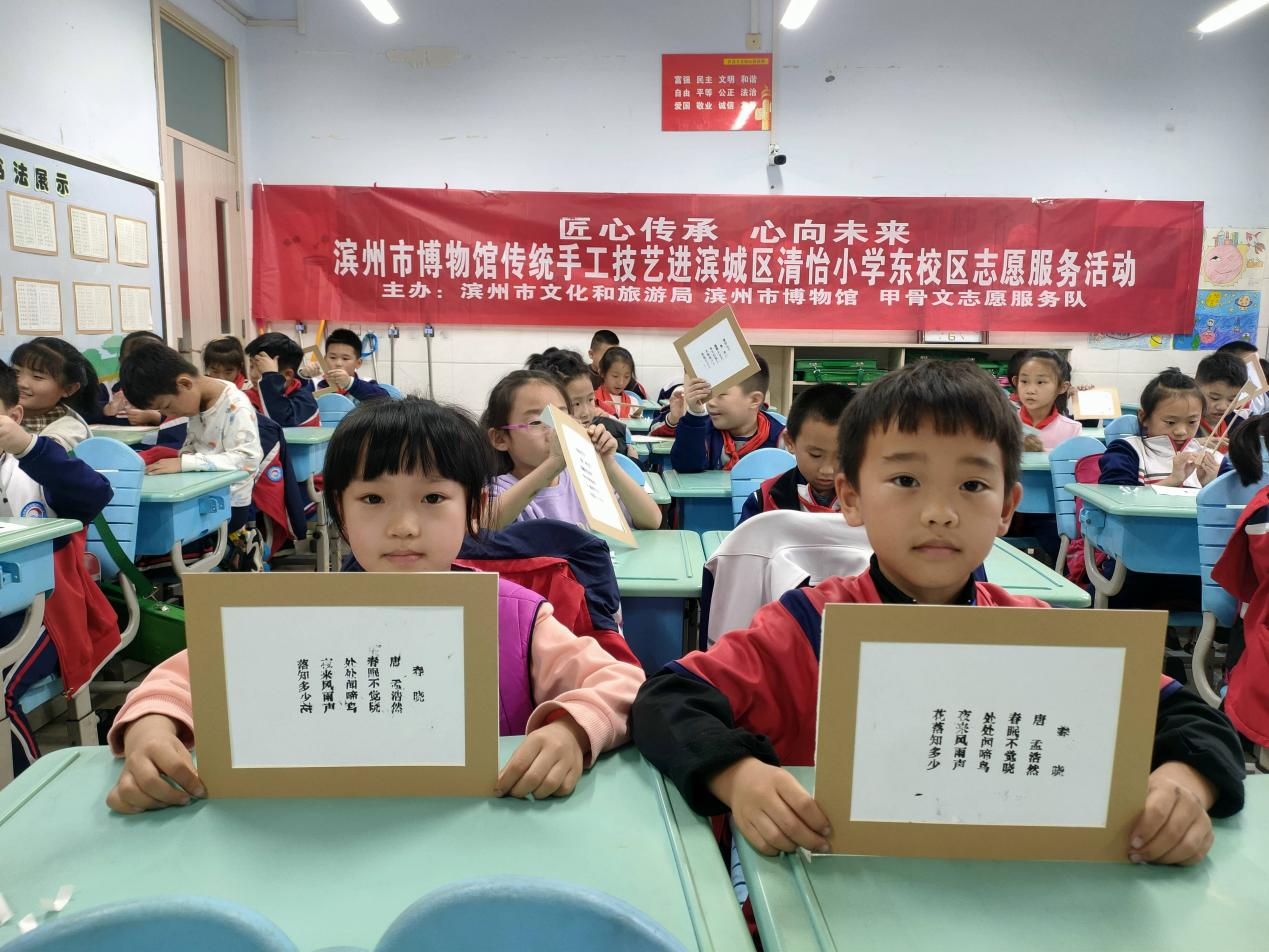 书法展示
富强 民主 文明 和谐
自由 平等 公正 法治
爱国 敬业 诚信
匠心传承 心向未来
滨州市博物馆传统手工技艺进滨城区清怡小学东校区志愿服务活动
主办：滨州市文化和旅游局 滨州市博物馆 甲骨文志愿服务队
春晓
唐 孟浩然
春眠不觉晓
处处闻啼鸟
夜来风雨声
落知多少花
春晓
唐 孟浩然
春眠不觉晓
处处闻啼鸟
夜来风雨声
花落知多少